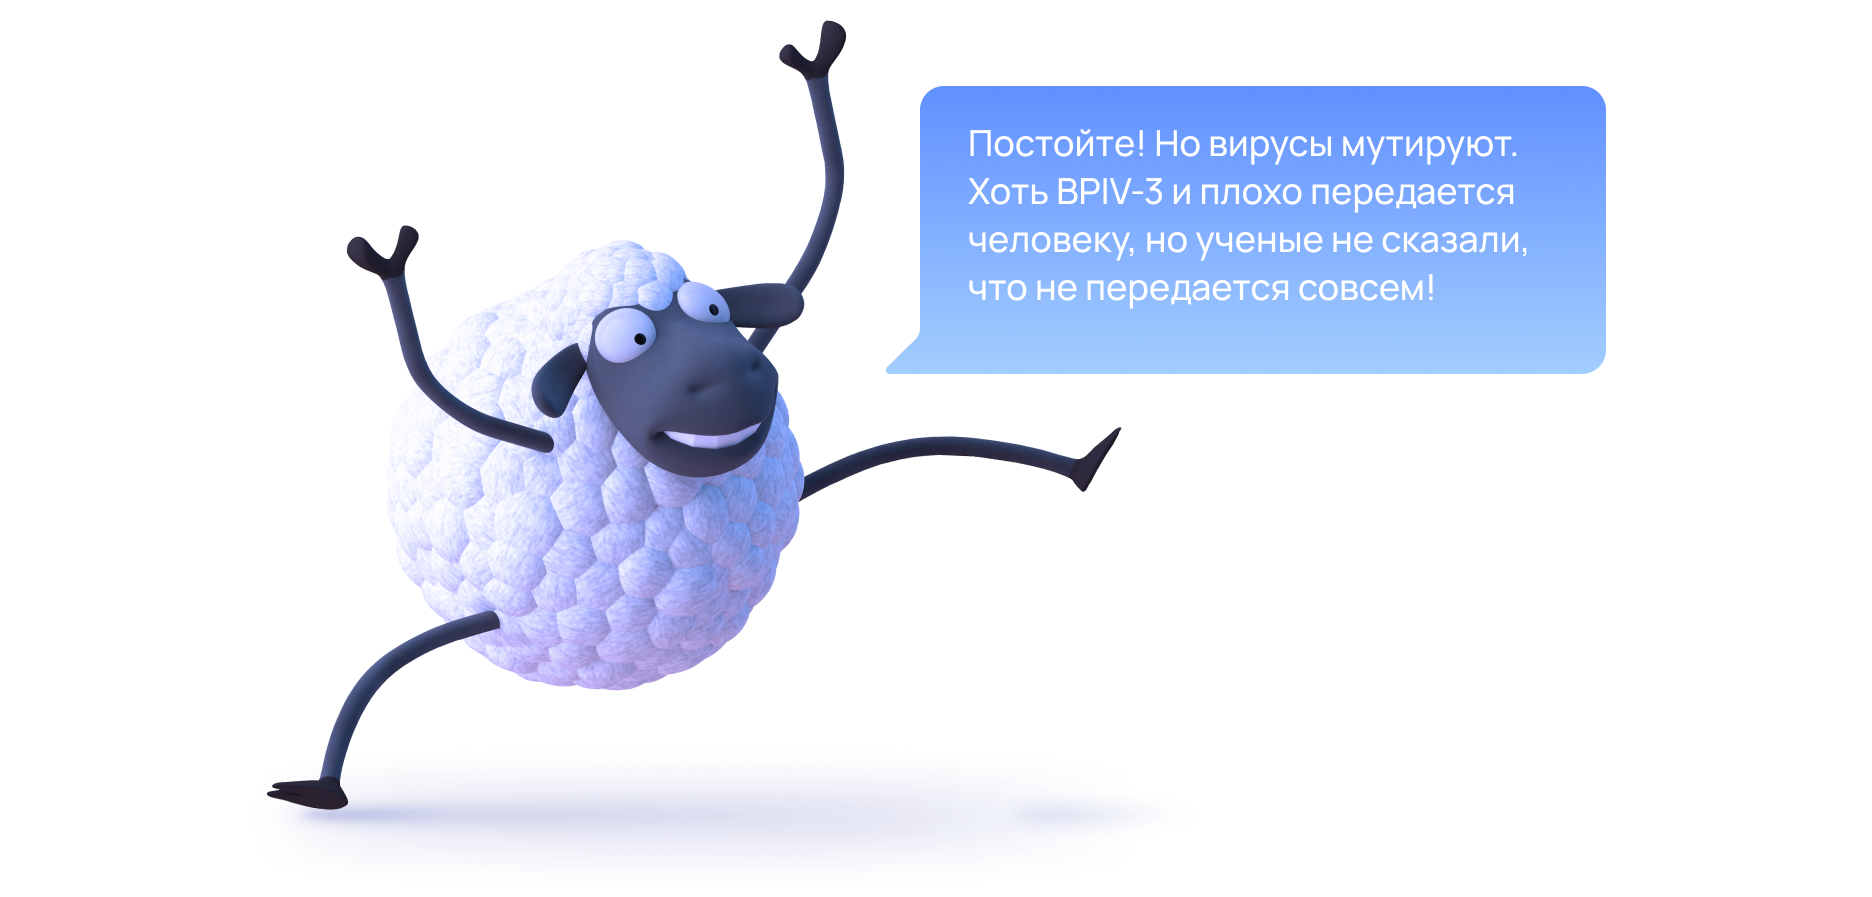 Постойте! Но вирусы мутируют.
Хоть BPIV-3 и плохо передается
человеку, но ученые не сказали,
что не передается совсем!